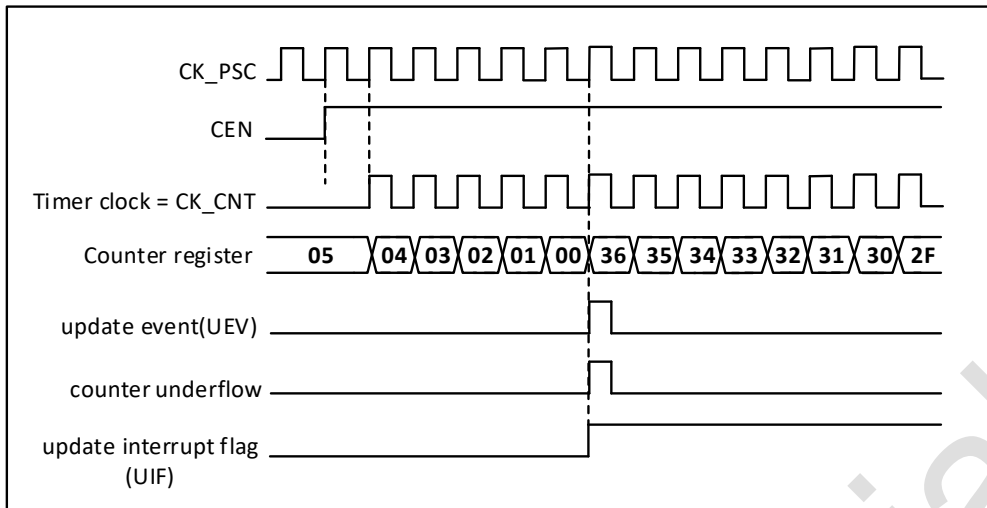 CK_PSC
CEN
Timer clock = CK_CNT
Counter register 05 04 03 02 01 00 36 35 34 33 32 31 30 2F
update event(UEV)
counter underflow
update interrupt flag
(UIF)